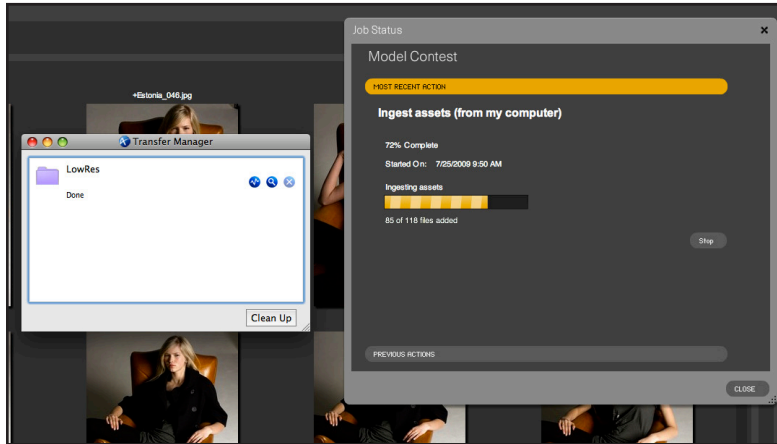 Job Status
Model Contest
MOST RECENT ACTION
+Estonia_046.jpg
Ingest assets (from my computer)
Transfer Manager
72% Complete
LowRes
Started On: 7/25/2009 9:50 AM
Done
Ingesting assets
85 of 118 files added
Stop
Clean Up
PREVIOUS ACTIONS
CLOSE